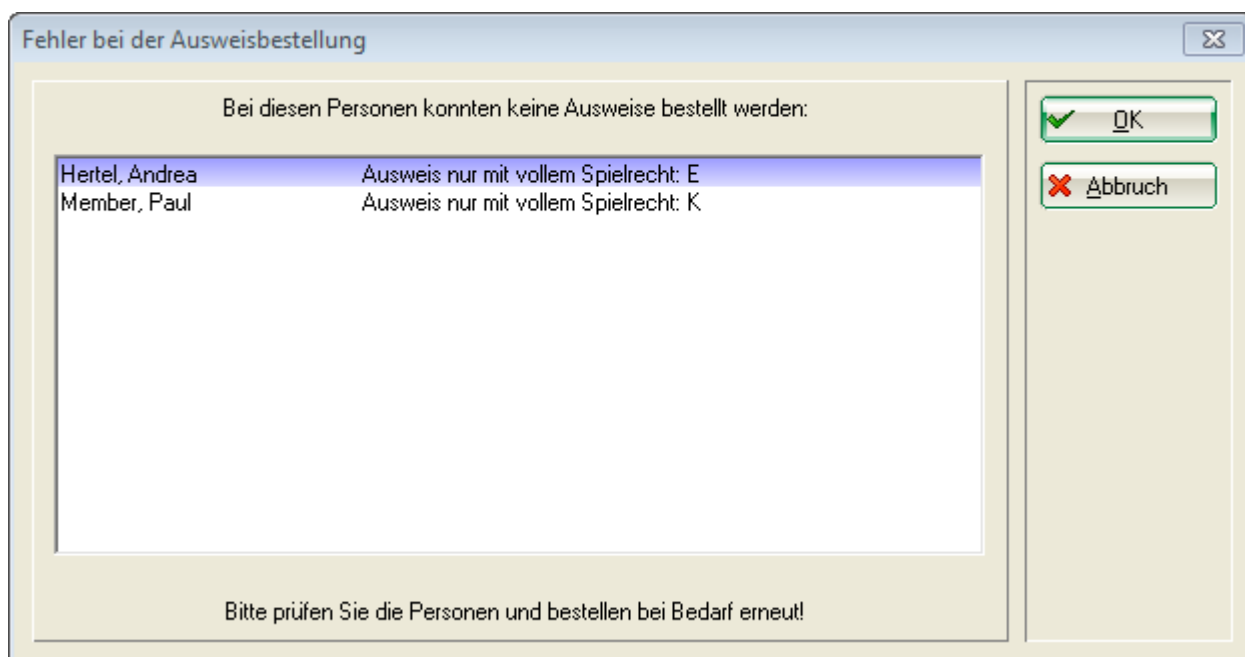 Fehler bei der Ausweisbestellung
Bei diesen Personen konnten keine Ausweise bestellt werden:
Hertel, Andrea Ausweis nur mit vollem Spielrecht: E
Member, Paul Ausweis nur mit vollem Spielrecht: K
Bitte prüfen Sie die Personen und bestellen bei Bedarf erneut!
OK
Abbruch